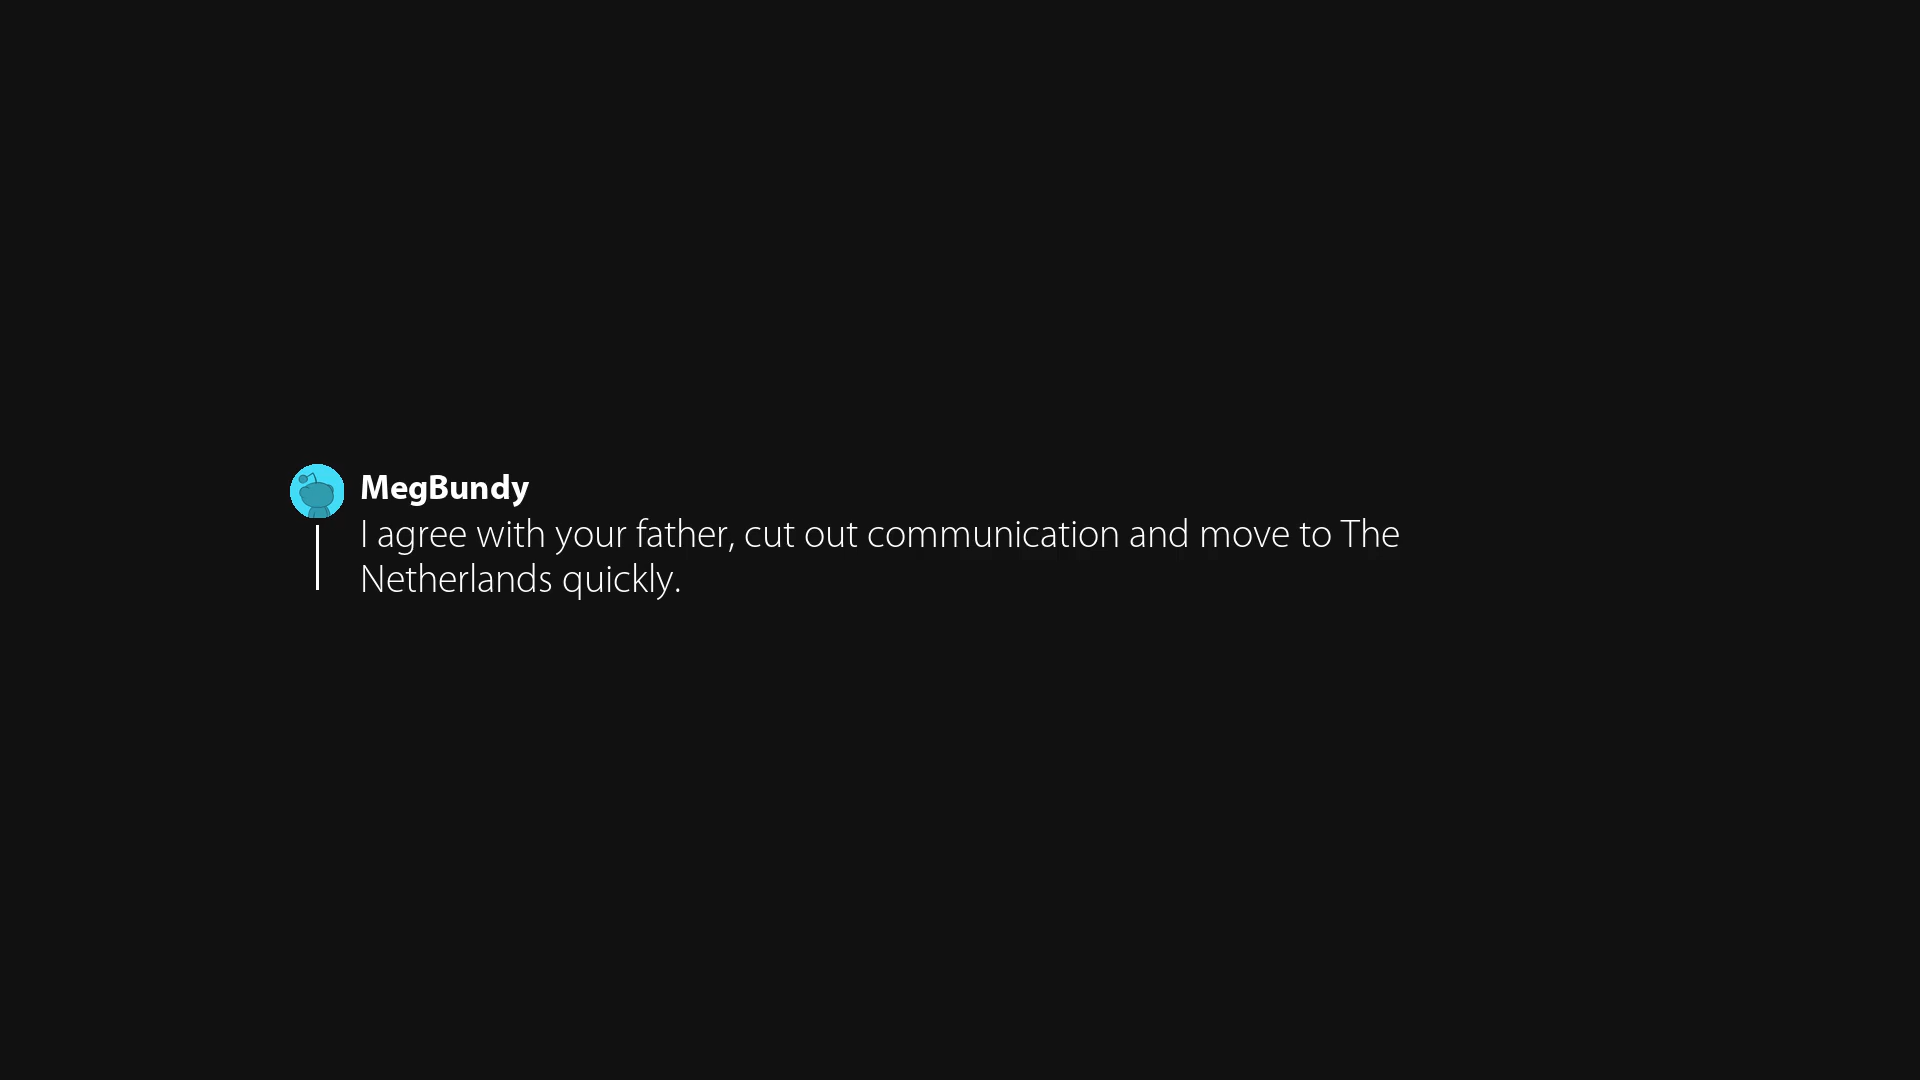 MegBundy
I agree with your father, cut out communication and move to The
Netherlands quickly.